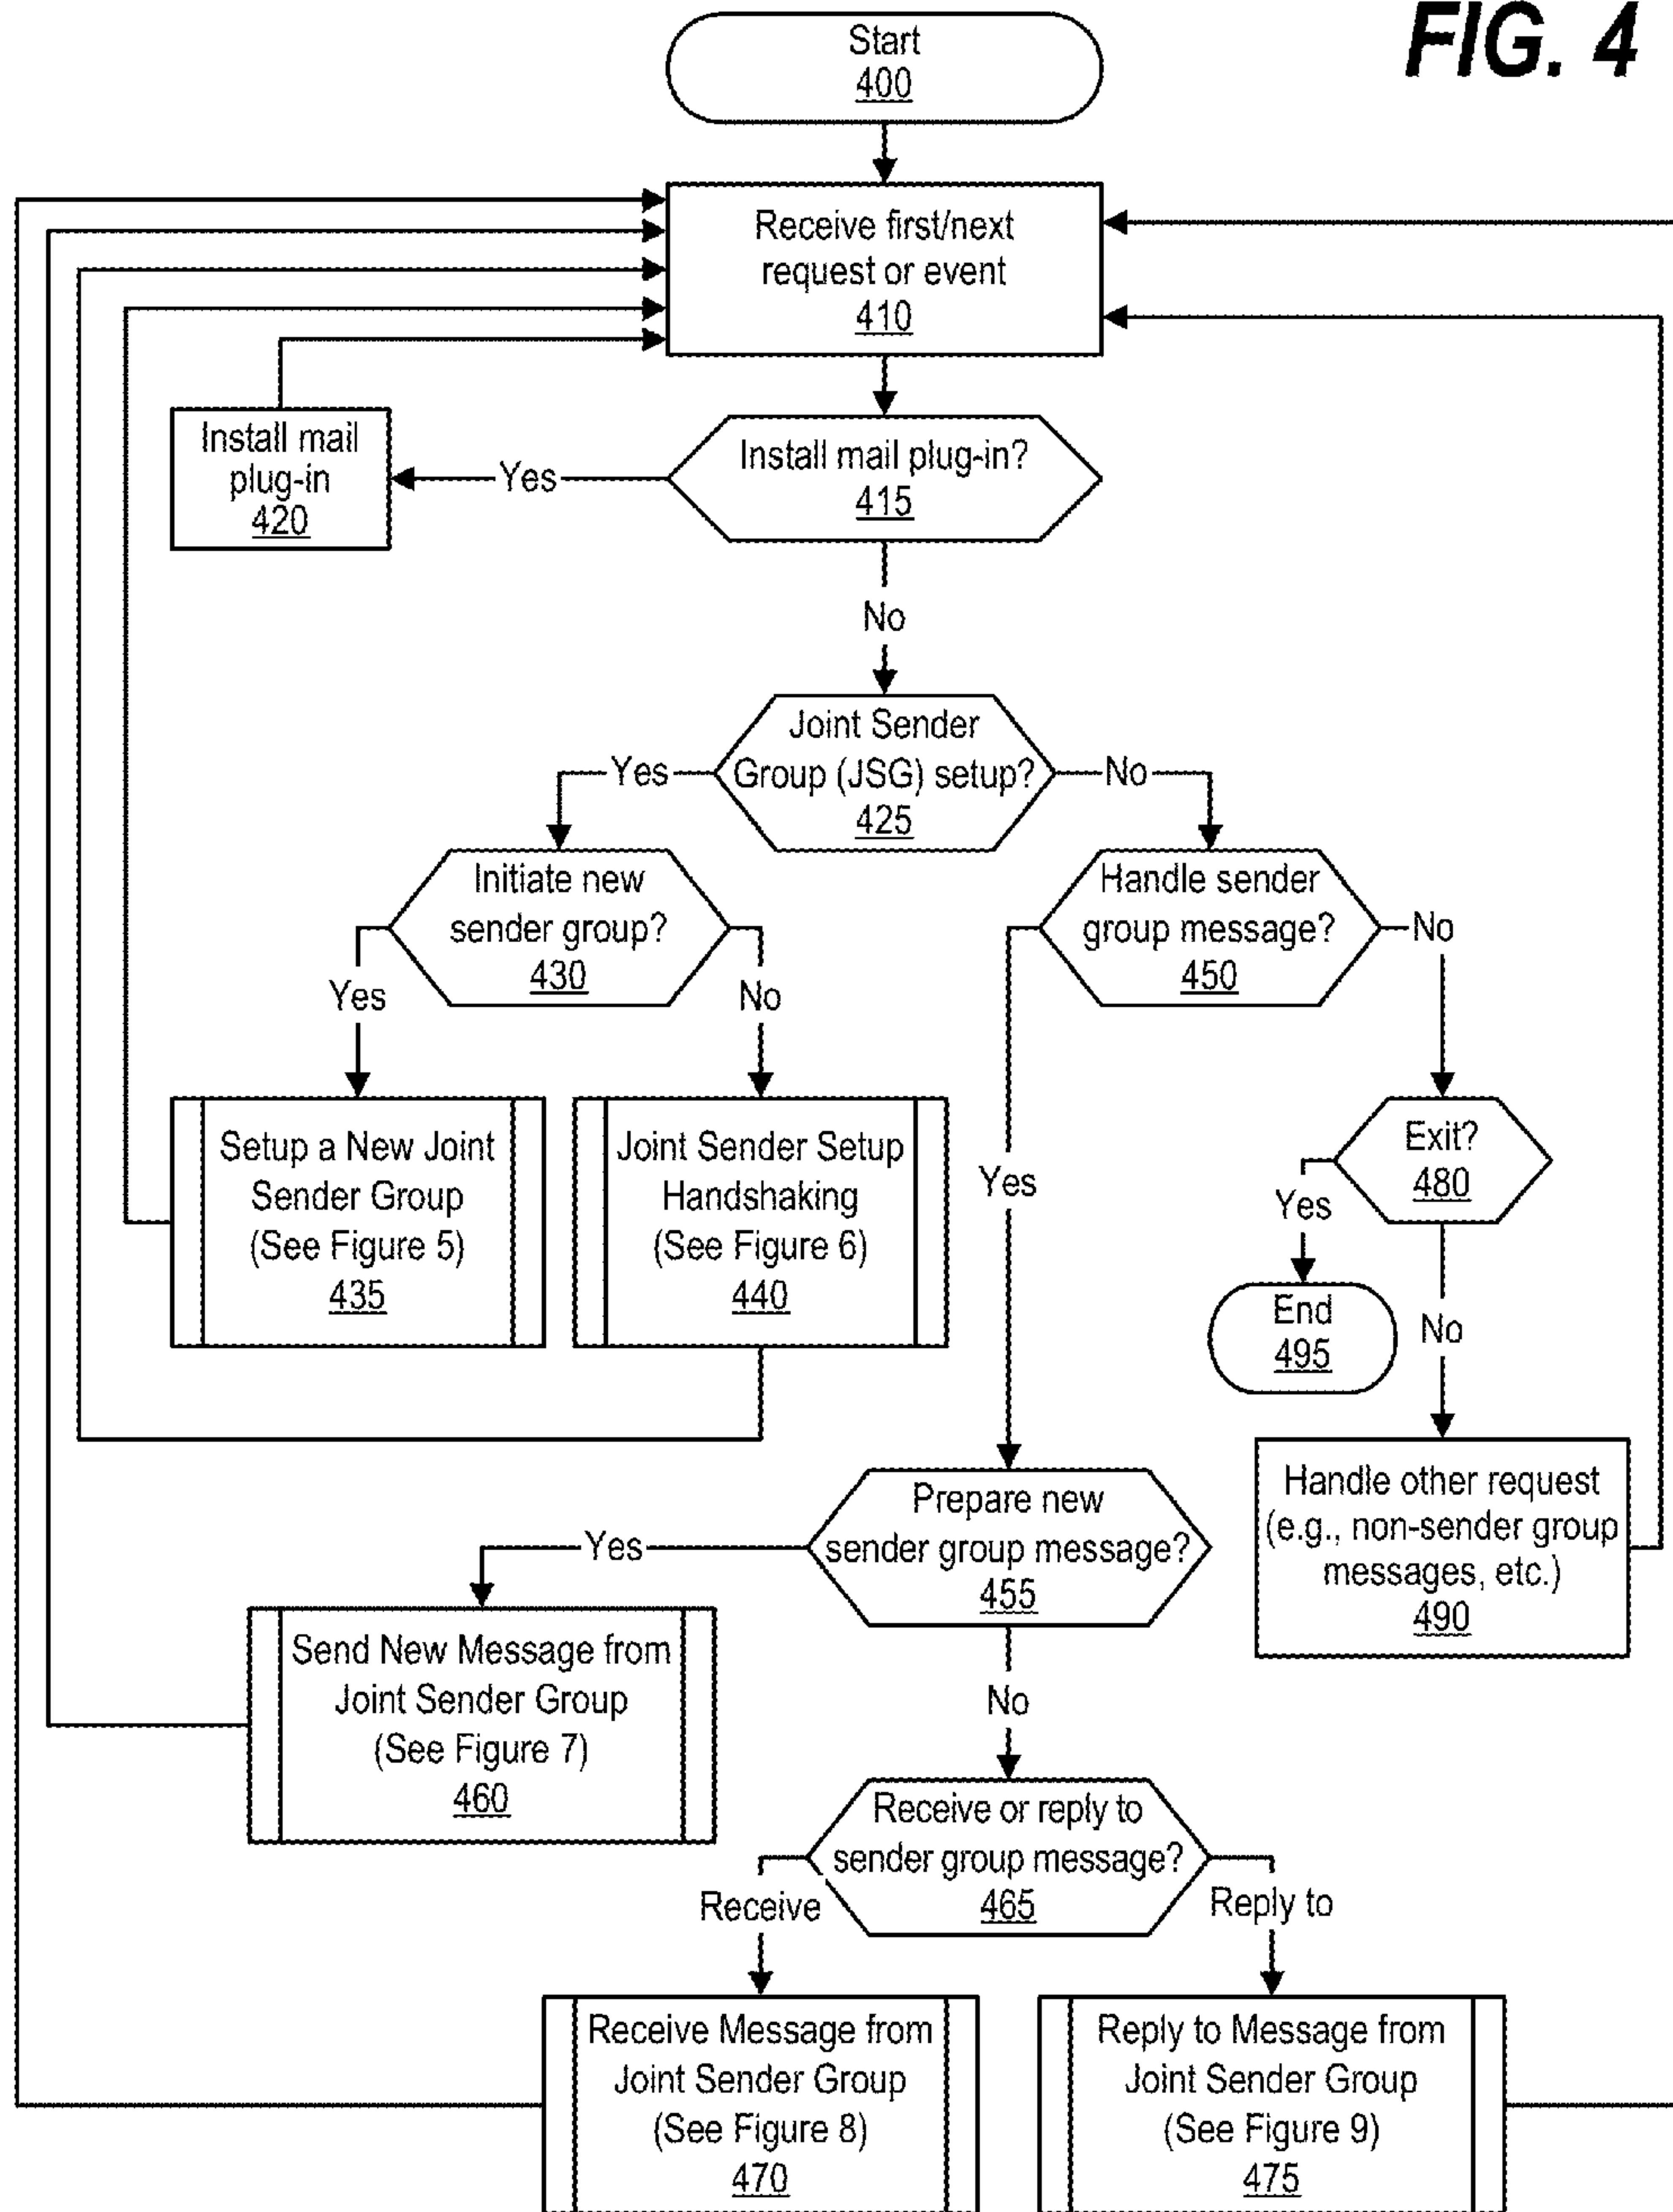 FIG. 4
Start
400
Receive first/next
request or event
410
Install mail
plug-in
420
Yes
Install mail plug-in?
415
No
Joint Sender
Group (JSG) setup?
425
Yes
No
Initiate new
sender group?
430
Handle sender
group message?
450
No
Yes
No
Setup a New Joint
Sender Group
(See Figure 5)
435
Joint Sender Setup
Handshaking
(See Figure 6)
440
Yes
Exit?
480
Yes
End
495
No
Prepare new
sender group message?
455
Yes
Handle other request
(e.g., non-sender group
messages, etc.)
490
Send New Message from
Joint Sender Group
(See Figure 7)
460
No
Receive or reply to
sender group message?
465
Receive
Reply to
Receive Message from
Joint Sender Group
(See Figure 8)
470
Reply to Message from
Joint Sender Group
(See Figure 9)
475